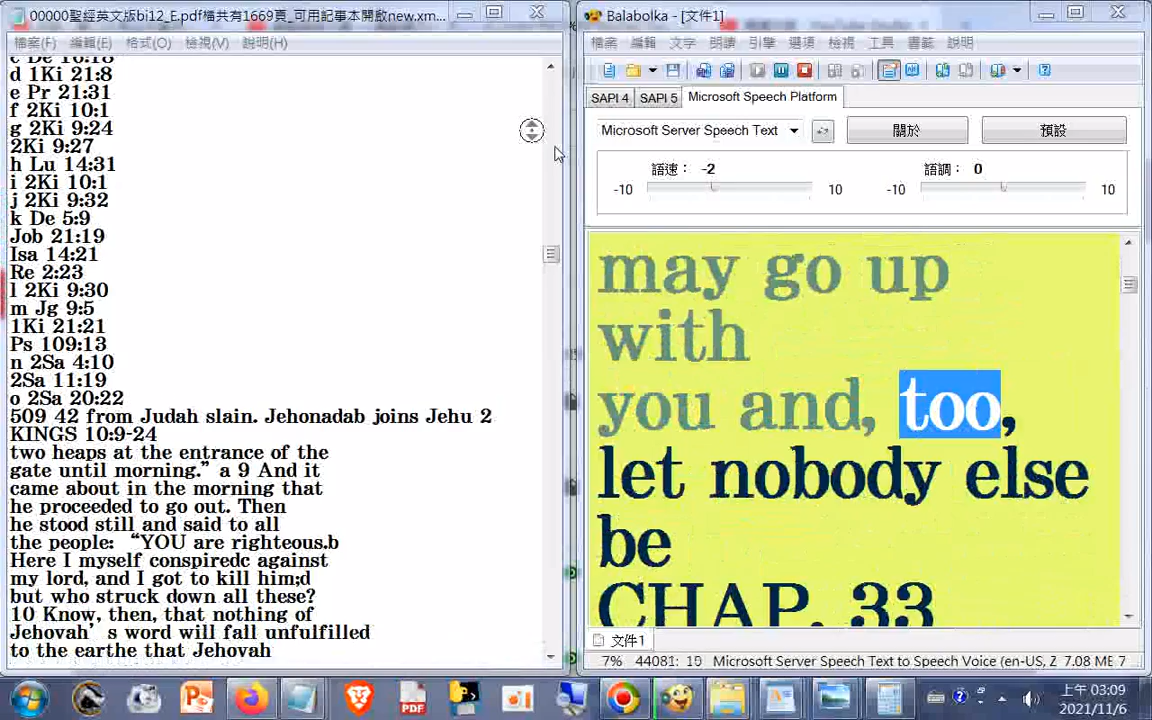 00000聖經英文版bi12_E.pdf檔共有1669頁_可用記事本開啟new.xm...
檔案(F) 編輯(E) 格式(O) 檢視(V) 說明(H)
c De 16:18
d 1Ki 21:8
e Pr 21:31
f 2Ki 10:1
g 2Ki 9:24
2Ki 9:27
h Lu 14:31
i 2Ki 10:1
j 2Ki 9:32
k De 5:9
Job 21:19
Isa 14:21
Re 2:23
l 2Ki 9:30
m Jg 9:5
1Ki 21:21
Ps 109:13
n 2Sa 4:10
2Sa 11:19
o 2Sa 20:22
509 42 from Judah slain. Jehonadab joins Jehu 2
KINGS 10:9-24
two heaps at the entrance of the
gate until morning.” a 9 And it
came about in the morning that
he proceeded to go out. Then
he stood still and said to all
the people: “YOU are righteous.b
Here I myself conspiredc against
my lord, and I got to kill him;d
but who struck down all these?
10 Know, then, that nothing of
Jehovah’s word will fall unfulfilled
to the earthe that Jehovah
Balabolka - [文件1]
檔案 編輯 文字 朗讀 引擎 選項 檢視 工具 書籤 說明
SAPI 4 SAPI 5 Microsoft Speech Platform
Microsoft Server Speech Text 關於 預設
語速： -2 語調： 0
-10 10 -10 10
may go up
with
you and, too,
let nobody else
be
CHAP. 33
文件1
7% 44081: 10 Microsoft Server Speech Text to Speech Voice (en-US, Z 7.08 ME 7
PDF
上午 03:09
2021/11/6